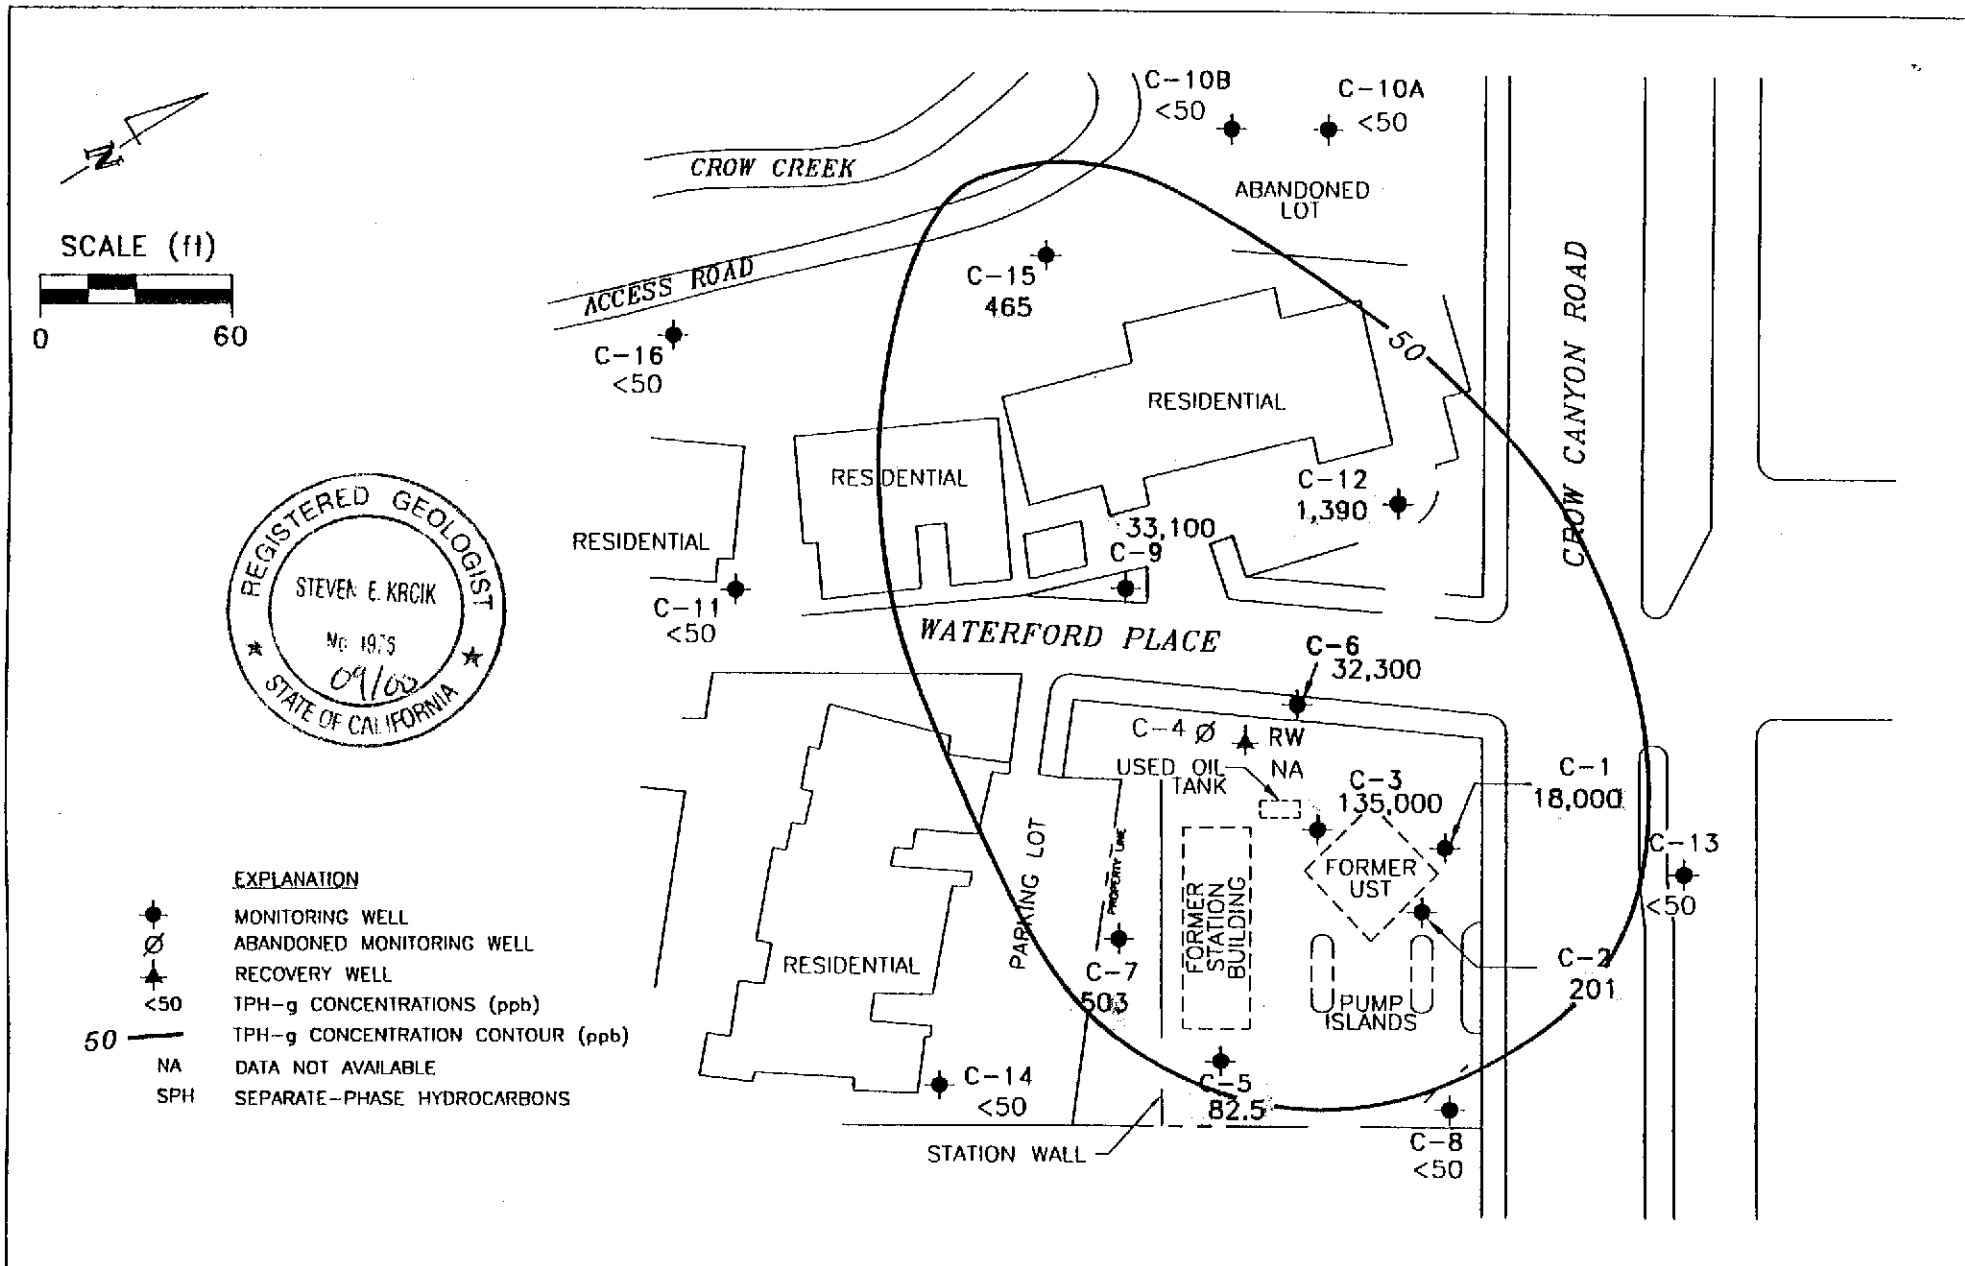 C-10B
<50
C-10A
<50
N
CROW CREEK
ABANDONED
LOT
SCALE (ft)
0 60
C-15
465
ACCESS ROAD
C-16
<50
50
CROW CANYON ROAD
RESIDENTIAL
RESIDENTIAL
C-12
1,390
RESIDENTIAL
33,100
C-9
C-11
<50
WATERFORD PLACE
REGISTERED GEOLOGIST
STEVEN E. KRCIK
09/00
STATE OF CALIFORNIA
C-6
32,300
C-4
RW
NA
USED OIL
TANK
C-3
135,000
C-1
18,000
C-13
<50
FORMER
UST
PROPERTY LINE
PARKING LOT
FORMER
STATION
BUILDING
C-7
503
RESIDENTIAL
C-2
201
PUMP
ISLANDS
C-5
82.5
C-14
<50
C-8
<50
STATION WALL
EXPLANATION
MONITORING WELL
ABANDONED MONITORING WELL
RECOVERY WELL
<50 TPH-g CONCENTRATIONS (ppb)
50 TPH-g CONCENTRATION CONTOUR (ppb)
NA DATA NOT AVAILABLE
SPH SEPARATE-PHASE HYDROCARBONS